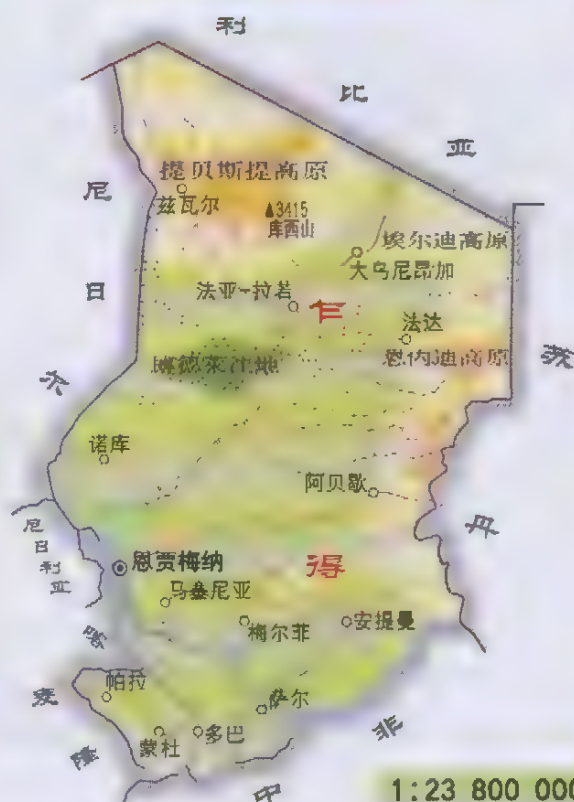 利
比
亚
尼
日
尔
提贝斯提高原
兹瓦尔
▲3415
库西山
埃尔迪高原
大乌尼昂加
法亚-拉若
乍
法达
恩内迪高原
苏
丹
诺库
阿贝歇
尼
日
利
亚
恩贾梅纳
得
马塞尼亚
梅尔菲
安提曼
喀
麦
隆
帕拉
萨尔
蒙杜
多巴
中
非
1:23 800 000